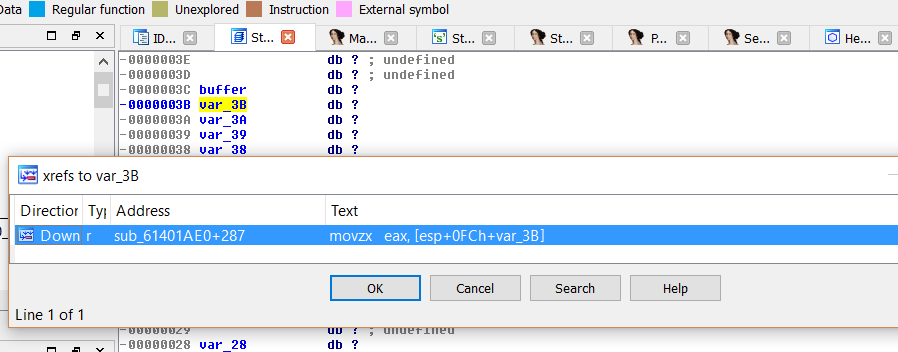 Data Regular function Unexplored Instruction External symbol
ID... St... Ma... St... St... P... Se... He...
-0000003E db ? ; undefined
-0000003D db ? ; undefined
-0000003C buffer db ?
-0000003B var_3B db ?
-0000003A var_3A db ?
-00000039 var_39 db ?
-00000038 var_38 db ?
xrefs to var_3B
Direction Ty Address Text
Down r sub_61401AE0+287 movzx eax, [esp+0FCh+var_3B]
OK Cancel Search Help
Line 1 of 1
-00000029 db ? ; undefined
-00000028 var_28 db ?